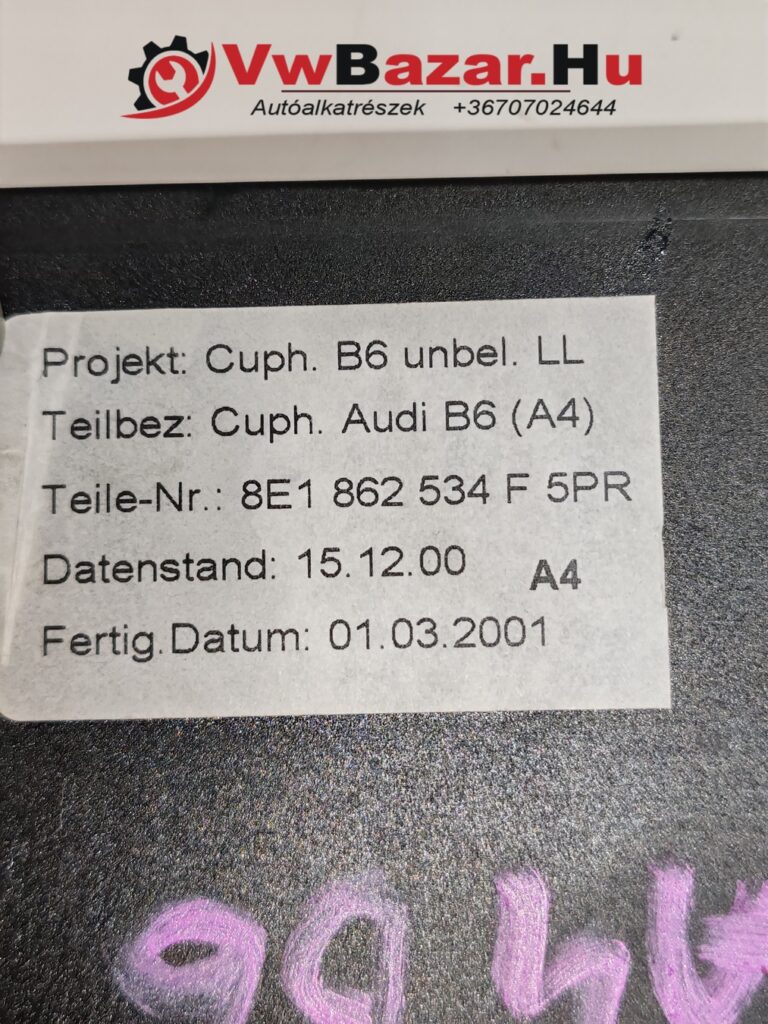 VwBazar.Hu
Autóalkatrészek +36707024644
Projekt: Cuph. B6 unbel. LL
Teilbez: Cuph. Audi B6 (A4)
Teile-Nr.: 8E1 862 534 F 5PR
Datenstand: 15.12.00 A4
Fertig.Datum: 01.03.2001